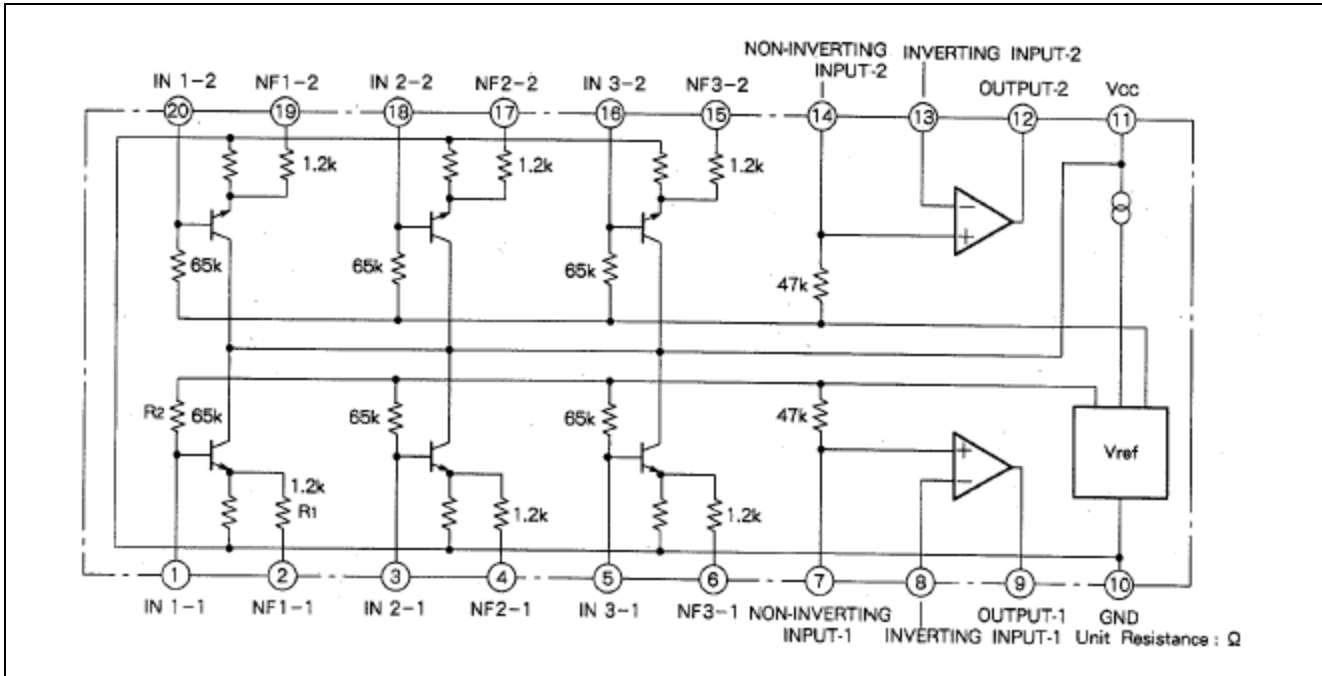 NON-INVERTING INPUT-2
INVERTING INPUT-2
IN 1-2
NF1-2
IN 2-2
NF2-2
IN 3-2
NF3-2
OUTPUT-2
Vcc
20
19
18
17
16
15
14
13
12
11
1.2k
1.2k
1.2k
−
+
65k
65k
65k
47k
R2
65k
65k
65k
47k
+
−
Vref
1.2k
R1
1.2k
1.2k
1
2
3
4
5
6
7
8
9
10
IN 1-1
NF1-1
IN 2-1
NF2-1
IN 3-1
NF3-1
NON-INVERTING INPUT-1
INVERTING INPUT-1
OUTPUT-1
GND
Unit Resistance : Ω